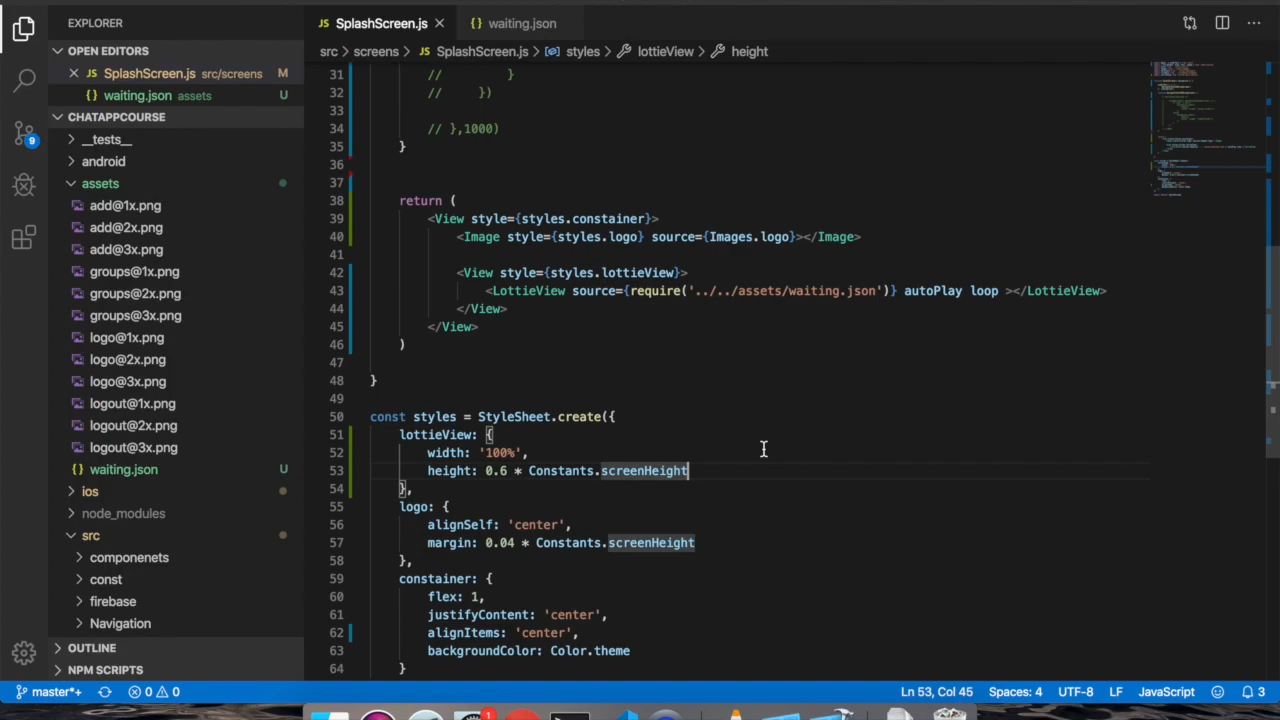 EXPLORER
OPEN EDITORS
SplashScreen.js src/screens M
{ } waiting.json assets U
CHATAPPCOURSE
__tests__
android
assets
add@1x.png
add@2x.png
add@3x.png
groups@1x.png
groups@2x.png
groups@3x.png
logo@1x.png
logo@2x.png
logo@3x.png
logout@1x.png
logout@2x.png
logout@3x.png
{ } waiting.json U
ios
node_modules
src
componenets
const
firebase
Navigation
OUTLINE
NPM SCRIPTS
JS SplashScreen.js
{ } waiting.json
src > screens > JS SplashScreen.js > styles > lottieView > height
31 // }
32 // })
33
34 // },1000)
35 }
36
37
38 return (
39 <View style={styles.constainer}>
40 <Image style={styles.logo} source={Images.logo}></Image>
41
42 <View style={styles.lottieView}>
43 <LottieView source={require('../../assets/waiting.json')} autoPlay loop ></LottieView>
44 </View>
45 </View>
46 )
47
48 }
49
50 const styles = StyleSheet.create({
51 lottieView: {
52 width: '100%',
53 height: 0.6 * Constants.screenHeight
54 },
55 logo: {
56 alignSelf: 'center',
57 margin: 0.04 * Constants.screenHeight
58 },
59 constainer: {
60 flex: 1,
61 justifyContent: 'center',
62 alignItems: 'center',
63 backgroundColor: Color.theme
64 }
9
master*+ 0 0 Ln 53, Col 45 Spaces: 4 UTF-8 LF JavaScript 3
1